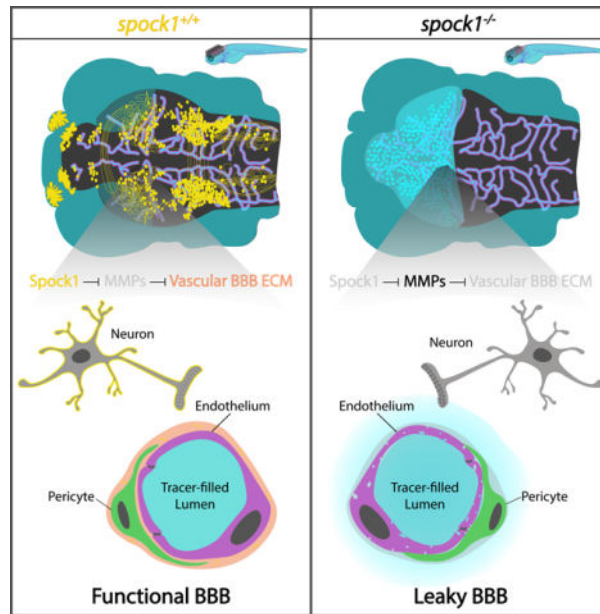 spock1+/+
spock1-/-
Spock1 ⊣ MMPs ⊣ Vascular BBB ECM
Neuron
Endothelium
Tracer-filled
Lumen
Pericyte
Functional BBB
Spock1 ⊣ MMPs ⊣ Vascular BBB ECM
Neuron
Endothelium
Tracer-filled
Lumen
Pericyte
Leaky BBB